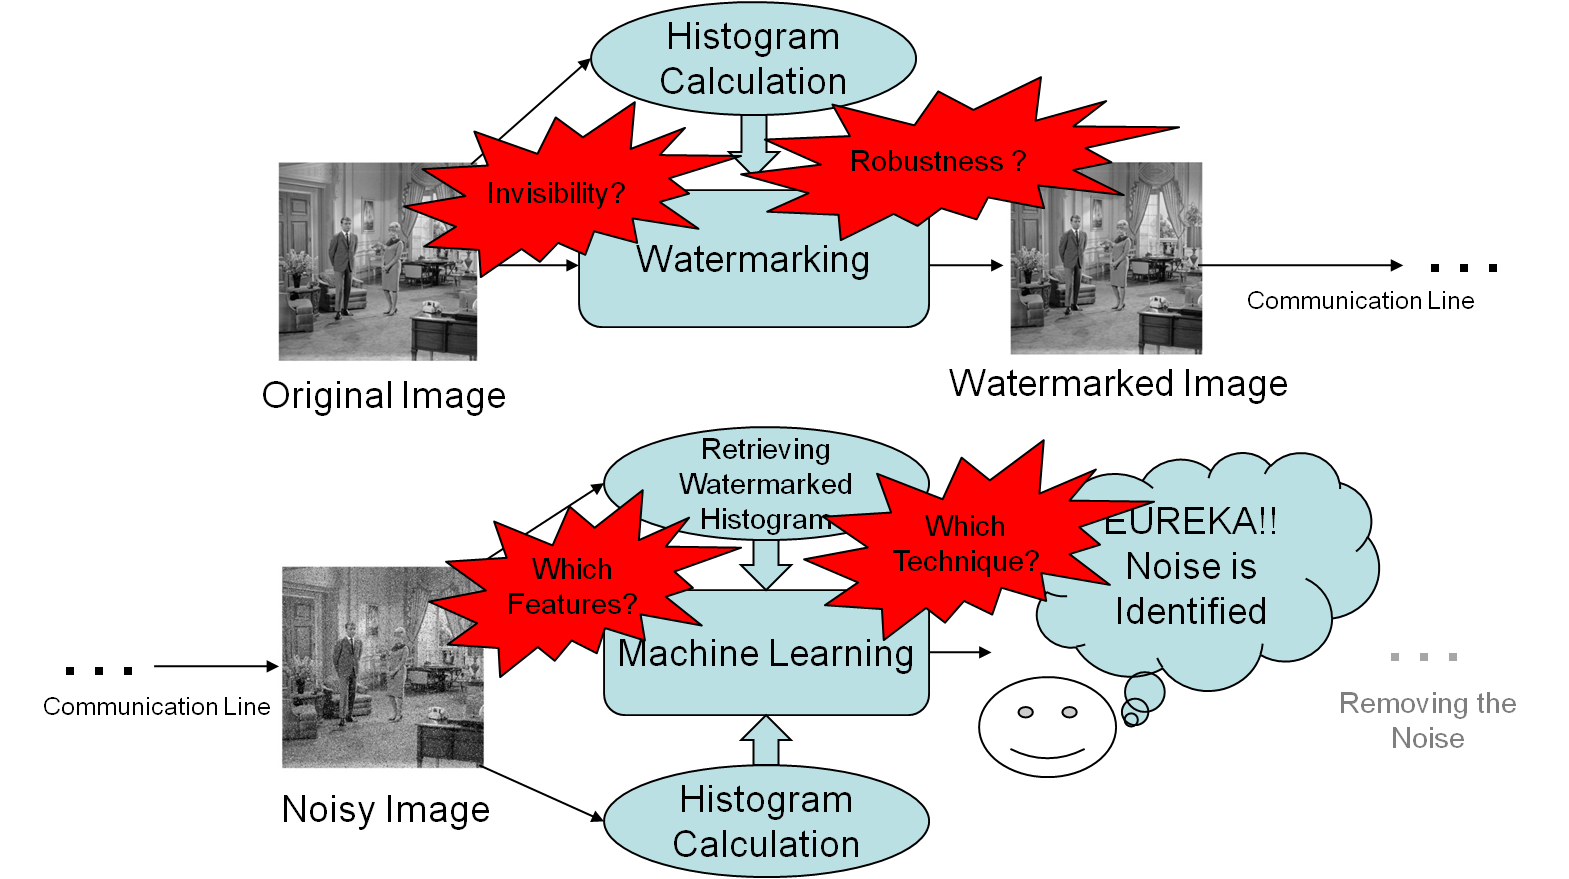 Histogram
Calculation
Invisibility?
Robustness ?
Watermarking
Communication Line
Original Image
Watermarked Image
Retrieving
Watermarked
Histogram
Which
Features?
Which
Technique?
EUREKA!!
Noise is
Identified
Machine Learning
Communication Line
Removing the
Noise
Noisy Image
Histogram
Calculation